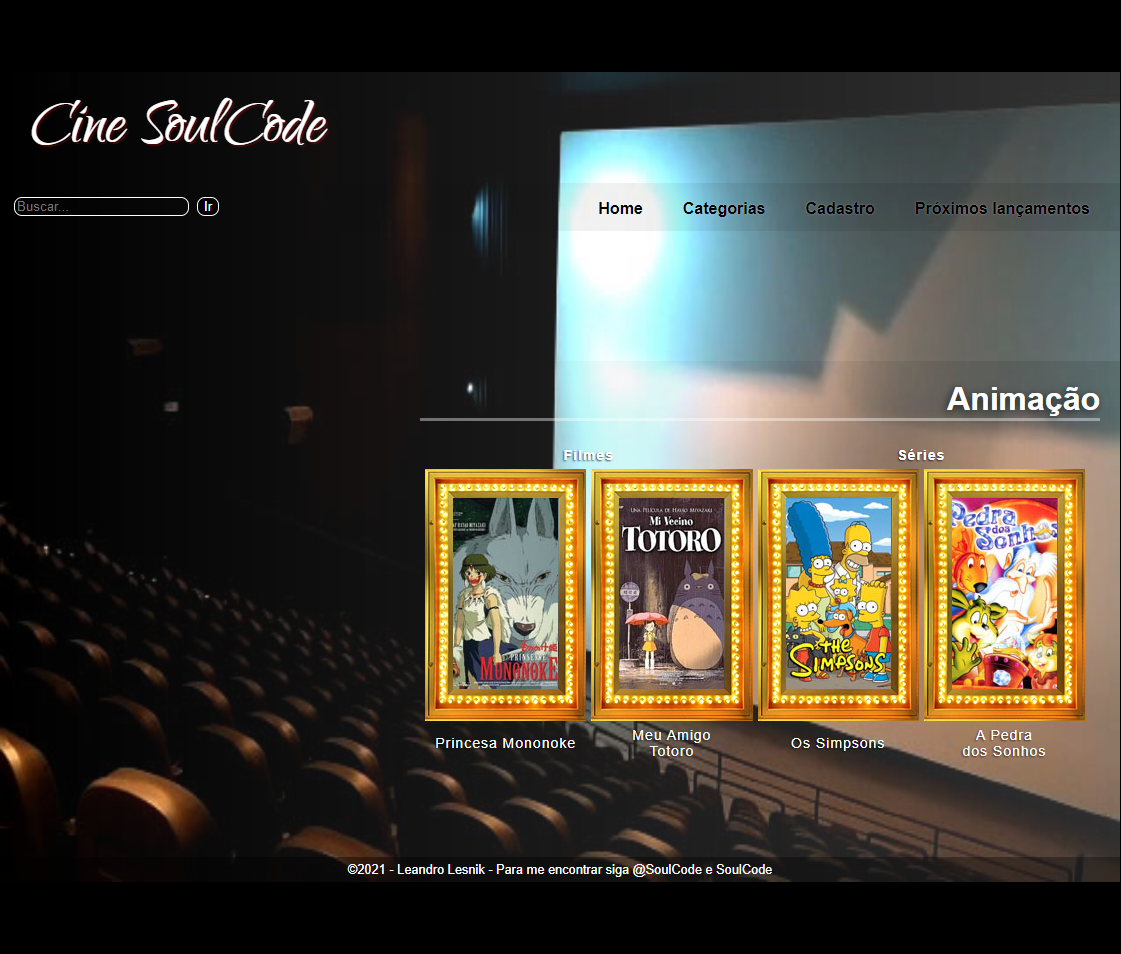 Cine SoulCode
Buscar...
Ir
Home
Categorias
Cadastro
Próximos lançamentos
Animação
Filmes
Séries
PRINSESSE
MONONOKE
UNA PELICULA DE HAYAO MIYAZAKI
Mi Vecino
TOTORO
THE
SIMPSONS
Pedra
dos
Sonhos
Princesa Mononoke
Meu Amigo
Totoro
Os Simpsons
A Pedra
dos Sonhos
©2021 - Leandro Lesnik - Para me encontrar siga @SoulCode e SoulCode